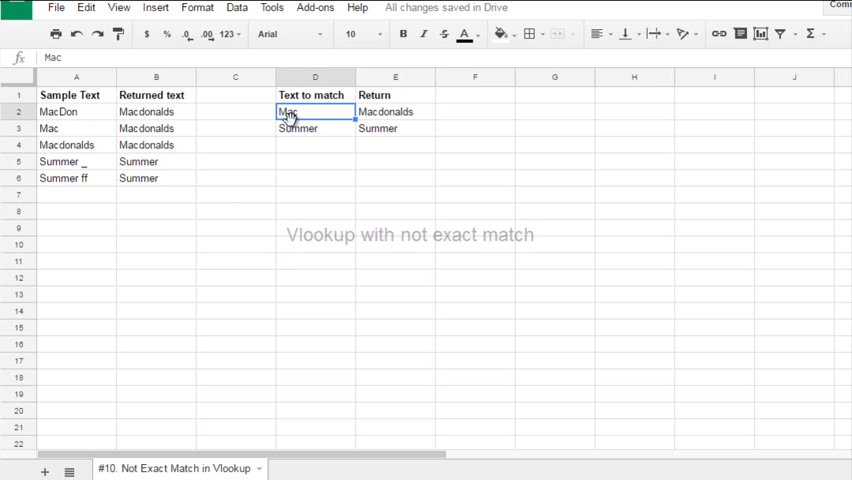 Com
File Edit View Insert Format Data Tools Add-ons Help All changes saved in Drive
$ % .0 .00 123 Arial 10 B I S A Σ
fx Mac
A B C D E F G H I J
1 Sample Text Returned text Text to match Return
2 MacDon Macdonalds Mac Macdonalds
3 Mac Macdonalds Summer Summer
4 Macdonalds Macdonalds
5 Summer _ Summer
6 Summer ff Summer
7
8
9
Vlookup with not exact match
10
11
12
13
14
15
16
17
18
19
20
21
22
+ #10. Not Exact Match in Vlookup